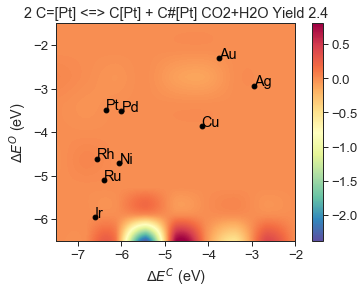 2 C=[Pt] <=> C[Pt] + C#[Pt] CO2+H2O Yield 2.4
0.5
0.0
−0.5
−1.0
−1.5
−2.0
−2
−3
−4
−5
−6
ΔE^O (eV)
Au
Ag
Pt
Pd
Cu
Rh
Ni
Ru
Ir
−7
−6
−5
−4
−3
−2
ΔE^C (eV)